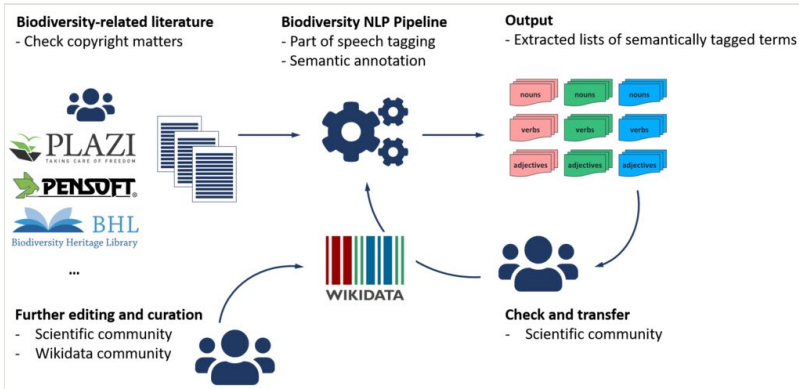 Biodiversity-related literature
- Check copyright matters
PLAZI
TAKING CARE OF FREEDOM
PENSOFT®
BHL
Biodiversity Heritage Library
...
Biodiversity NLP Pipeline
- Part of speech tagging
- Semantic annotation
Output
- Extracted lists of semantically tagged terms
nouns nouns nouns
verbs verbs verbs
adjectives adjectives adjectives
WIKIDATA
Further editing and curation
- Scientific community
- Wikidata community
Check and transfer
- Scientific community